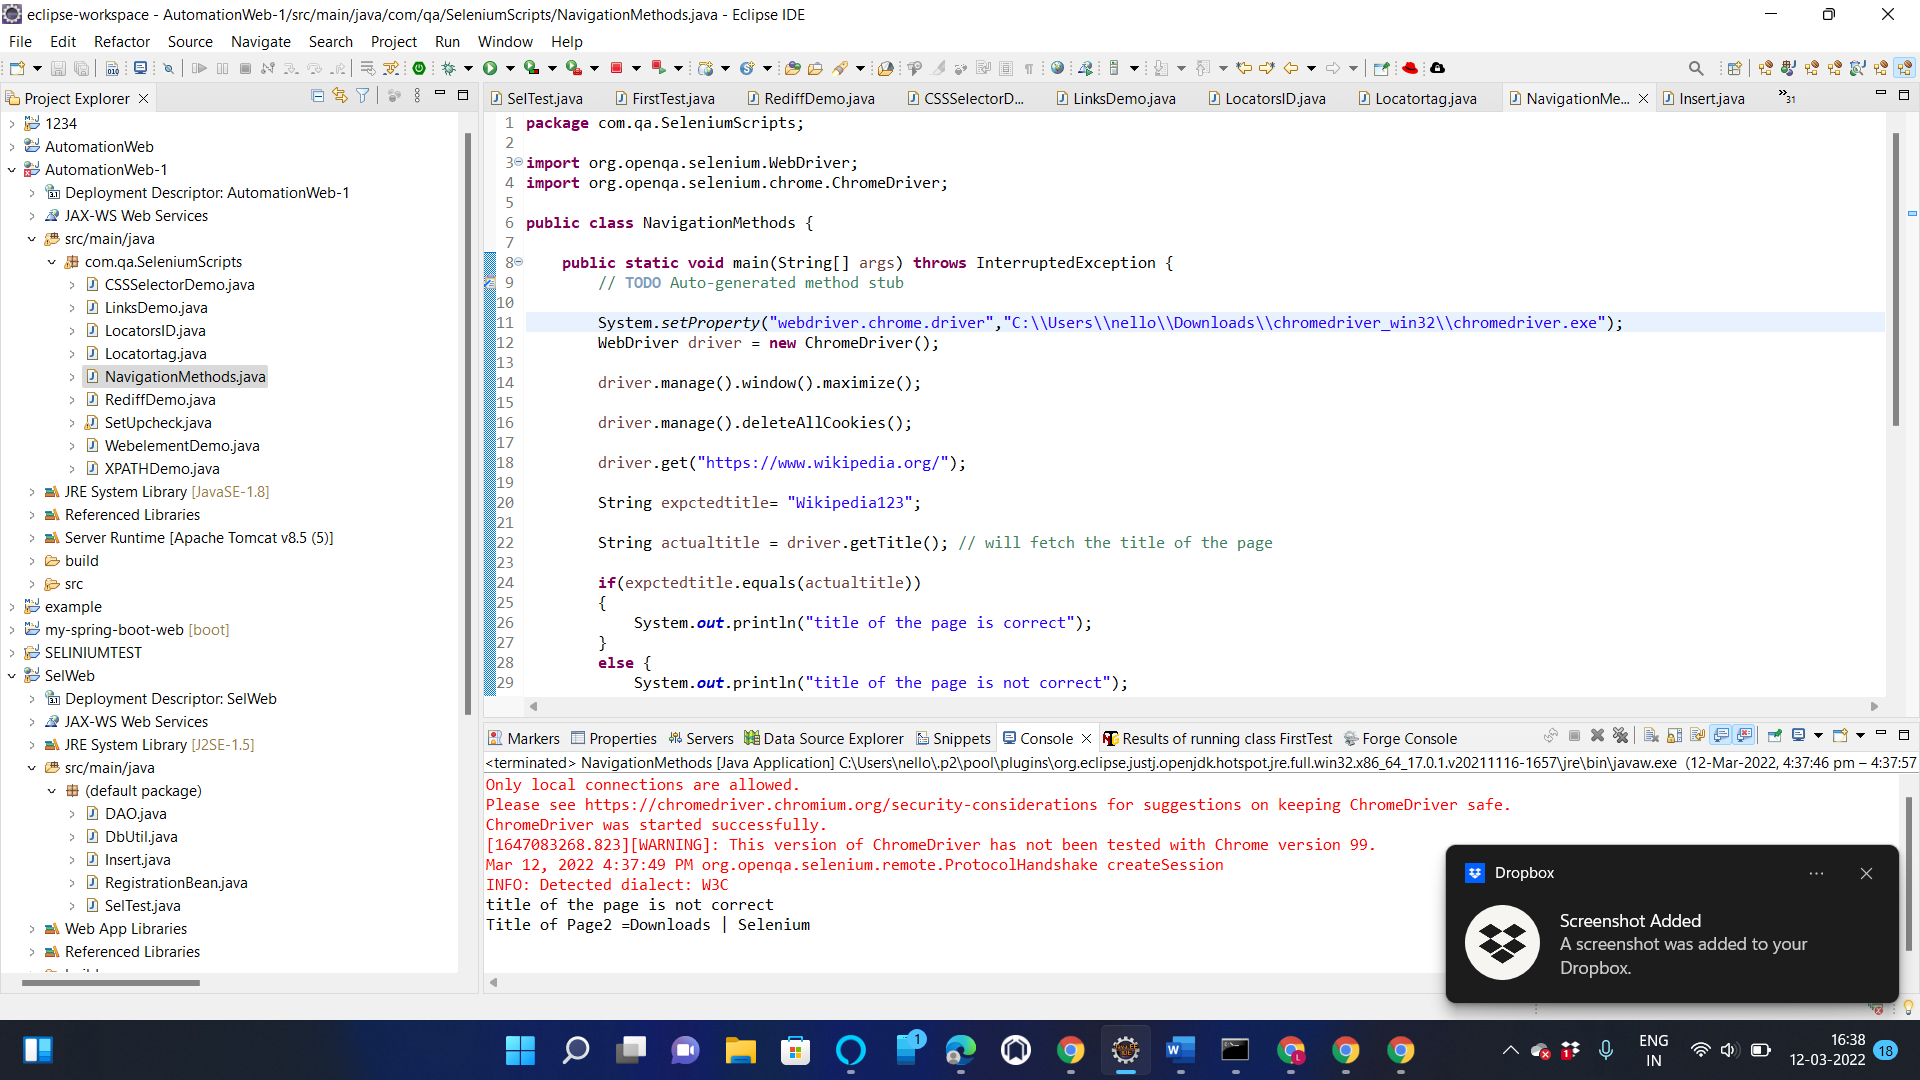 eclipse-workspace - AutomationWeb-1/src/main/java/com/qa/SeleniumScripts/NavigationMethods.java - Eclipse IDE
File Edit Refactor Source Navigate Search Project Run Window Help
Project Explorer
1234
AutomationWeb
AutomationWeb-1
Deployment Descriptor: AutomationWeb-1
JAX-WS Web Services
src/main/java
com.qa.SeleniumScripts
CSSSelectorDemo.java
LinksDemo.java
LocatorsID.java
Locatortag.java
NavigationMethods.java
RediffDemo.java
SetUpcheck.java
WebelementDemo.java
XPATHDemo.java
JRE System Library [JavaSE-1.8]
Referenced Libraries
Server Runtime [Apache Tomcat v8.5 (5)]
build
src
example
my-spring-boot-web [boot]
SELINIUMTEST
SelWeb
Deployment Descriptor: SelWeb
JAX-WS Web Services
JRE System Library [J2SE-1.5]
src/main/java
(default package)
DAO.java
DbUtil.java
Insert.java
RegistrationBean.java
SelTest.java
Web App Libraries
Referenced Libraries
SelTest.java FirstTest.java RediffDemo.java CSSSelectorD... LinksDemo.java LocatorsID.java Locatortag.java NavigationMe... Insert.java 31
1 package com.qa.SeleniumScripts;
2
3 import org.openqa.selenium.WebDriver;
4 import org.openqa.selenium.chrome.ChromeDriver;
5
6 public class NavigationMethods {
7
8 public static void main(String[] args) throws InterruptedException {
9 // TODO Auto-generated method stub
10
11 System.setProperty("webdriver.chrome.driver","C:\\Users\\nello\\Downloads\\chromedriver_win32\\chromedriver.exe");
12 WebDriver driver = new ChromeDriver();
13
14 driver.manage().window().maximize();
15
16 driver.manage().deleteAllCookies();
17
18 driver.get("https://www.wikipedia.org/");
19
20 String expctedtitle= "Wikipedia123";
21
22 String actualtitle = driver.getTitle(); // will fetch the title of the page
23
24 if(expctedtitle.equals(actualtitle))
25 {
26 System.out.println("title of the page is correct");
27 }
28 else {
29 System.out.println("title of the page is not correct");
Markers Properties Servers Data Source Explorer Snippets Console Results of running class FirstTest Forge Console
<terminated> NavigationMethods [Java Application] C:\Users\nello\.p2\pool\plugins\org.eclipse.justj.openjdk.hotspot.jre.full.win32.x86_64_17.0.1.v20211116-1657\jre\bin\javaw.exe (12-Mar-2022, 4:37:46 pm – 4:37:57
Only local connections are allowed.
Please see https://chromedriver.chromium.org/security-considerations for suggestions on keeping ChromeDriver safe.
ChromeDriver was started successfully.
[1647083268.823][WARNING]: This version of ChromeDriver has not been tested with Chrome version 99.
Mar 12, 2022 4:37:49 PM org.openqa.selenium.remote.ProtocolHandshake createSession
INFO: Detected dialect: W3C
title of the page is not correct
Title of Page2 =Downloads | Selenium
Dropbox
Screenshot Added
A screenshot was added to your
Dropbox.
1
1
ENG
IN
16:38
12-03-2022
18